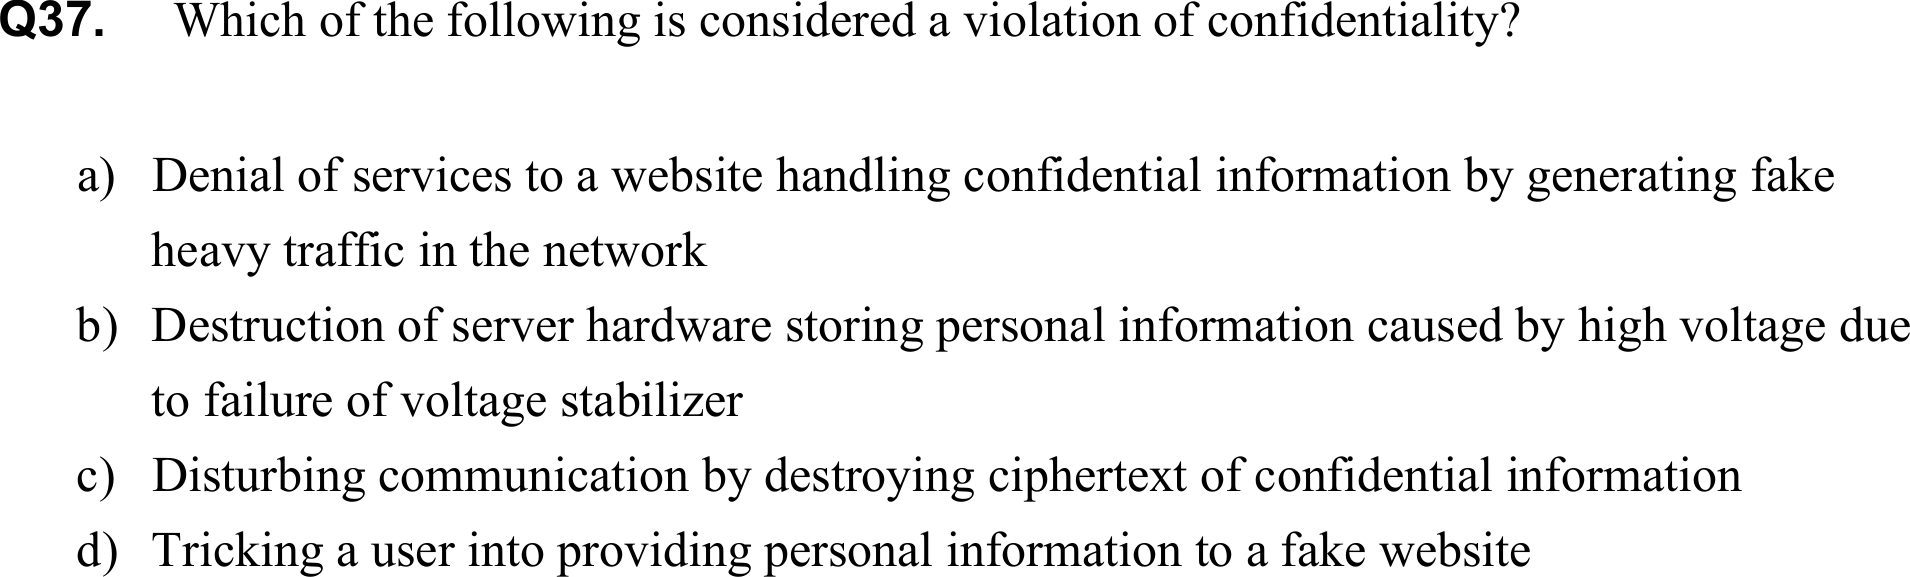 Q37. Which of the following is considered a violation of confidentiality?
a) Denial of services to a website handling confidential information by generating fake
heavy traffic in the network
b) Destruction of server hardware storing personal information caused by high voltage due
to failure of voltage stabilizer
c) Disturbing communication by destroying ciphertext of confidential information
d) Tricking a user into providing personal information to a fake website